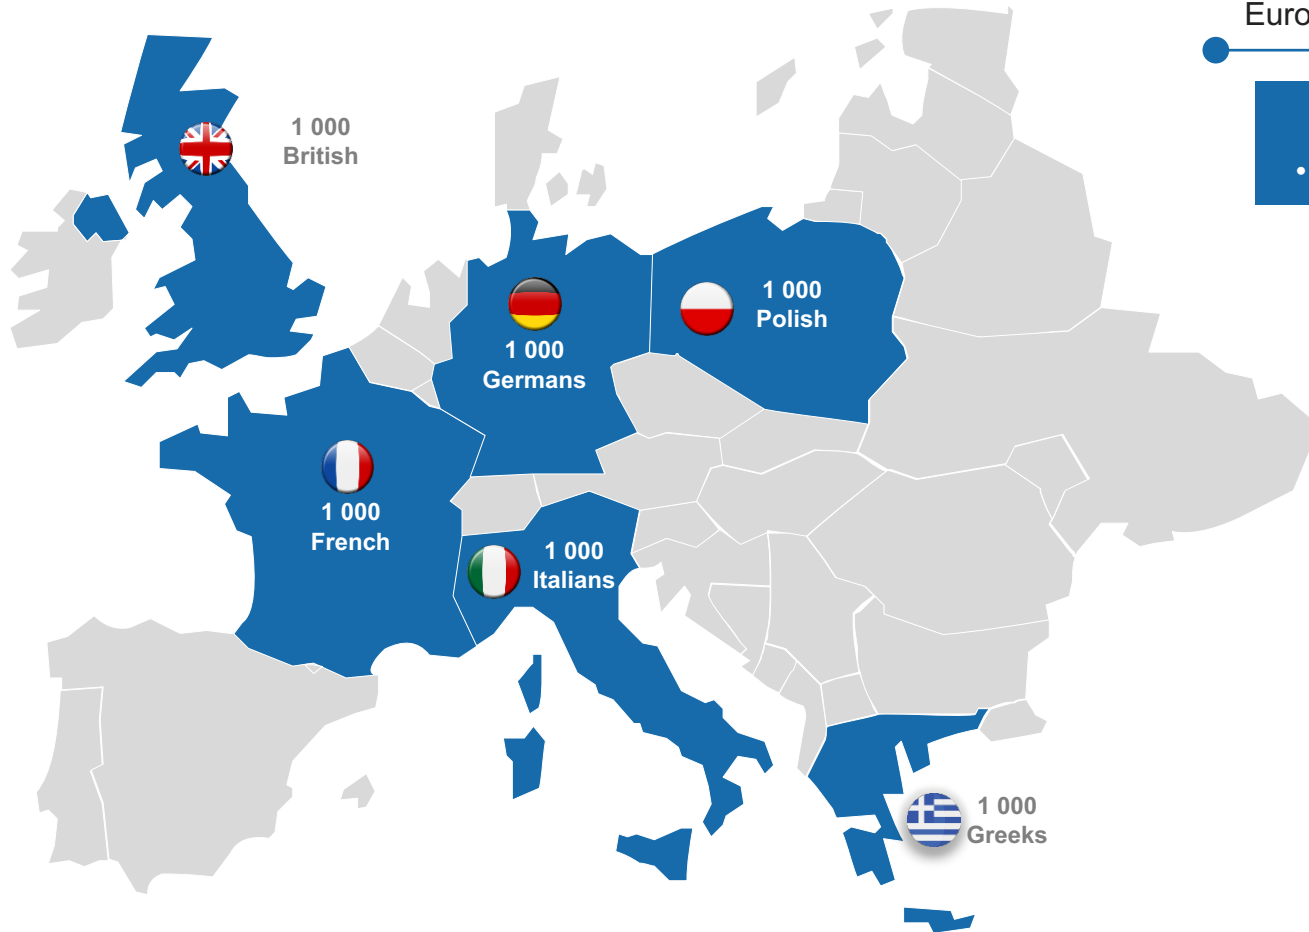 Euro
1 000
British
1 000
Polish
1 000
Germans
1 000
French
1 000
Italians
1 000
Greeks